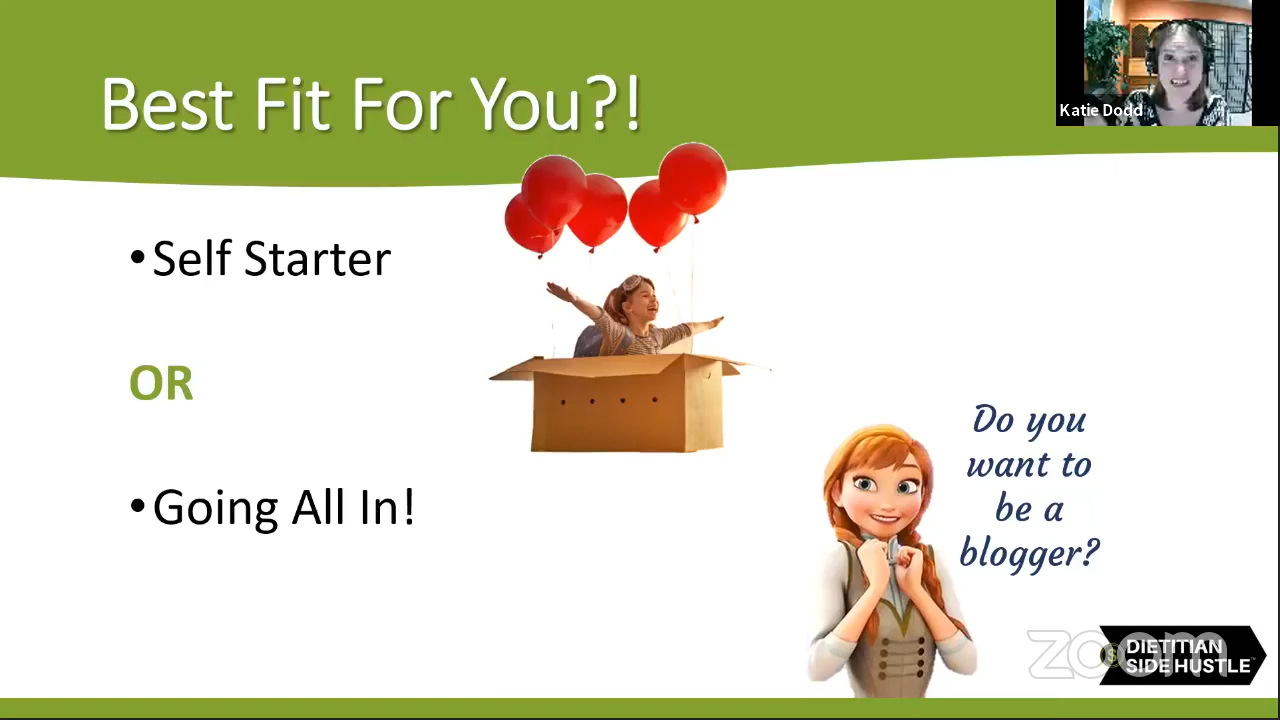 Best Fit For You?!
Katie Dodd
•Self Starter
OR
•Going All In!
Do you
want to
be a
blogger?
zoom
DIETITIAN
SIDE HUSTLE™